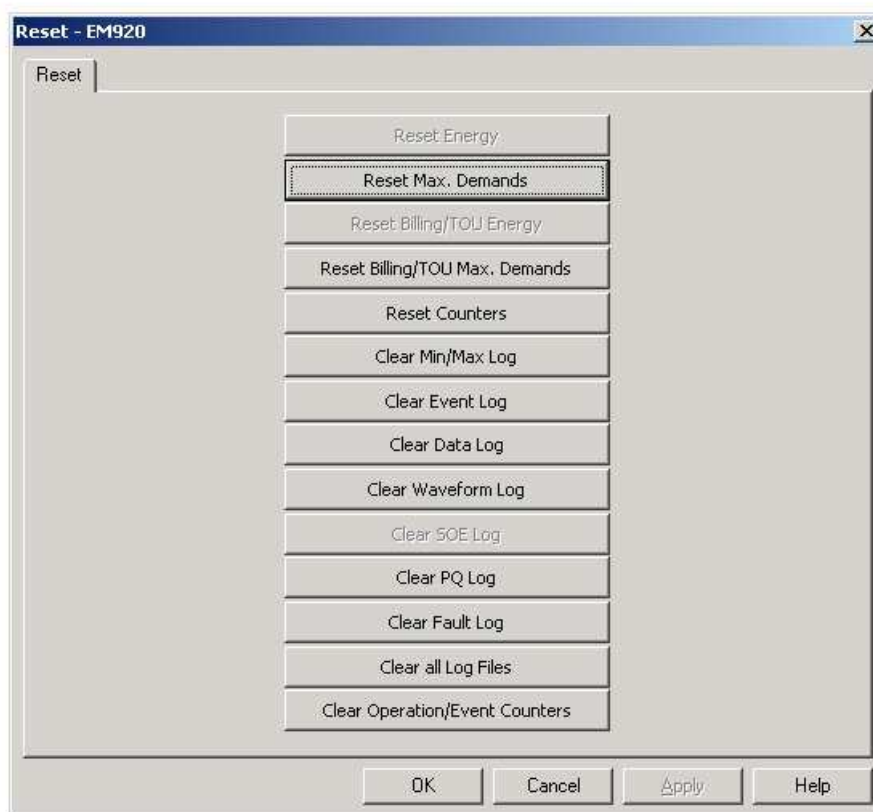 Reset - EM920
Reset
Reset Energy
Reset Max. Demands
Reset Billing/TOU Energy
Reset Billing/TOU Max. Demands
Reset Counters
Clear Min/Max Log
Clear Event Log
Clear Data Log
Clear Waveform Log
Clear SOE Log
Clear PQ Log
Clear Fault Log
Clear all Log Files
Clear Operation/Event Counters
OK Cancel Apply Help